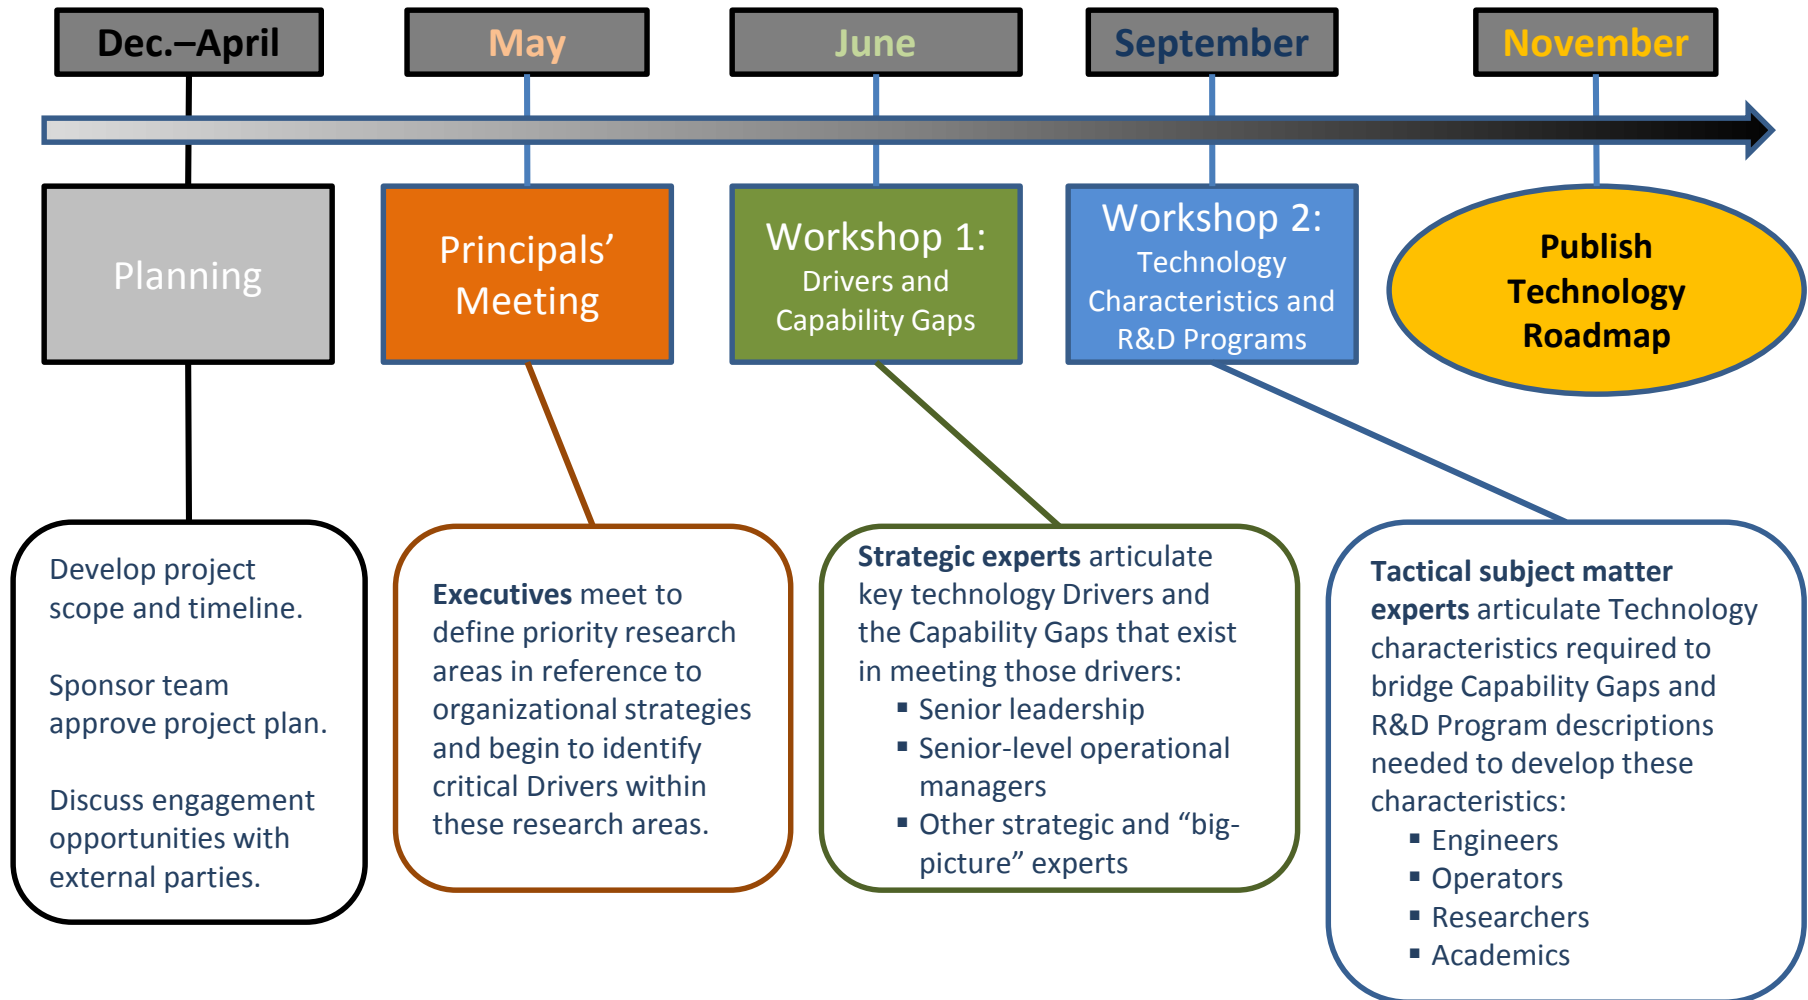 Dec.–April
May
June
September
November
Planning
Principals’
Meeting
Workshop 1:
Drivers and
Capability Gaps
Workshop 2:
Technology
Characteristics and
R&D Programs
Publish
Technology
Roadmap
Develop project
scope and timeline.
Sponsor team
approve project plan.
Discuss engagement
opportunities with
external parties.
Executives meet to
define priority research
areas in reference to
organizational strategies
and begin to identify
critical Drivers within
these research areas.
Strategic experts articulate
key technology Drivers and
the Capability Gaps that exist
in meeting those drivers:
▪ Senior leadership
▪ Senior-level operational
managers
▪ Other strategic and “big-
picture” experts
Tactical subject matter
experts articulate Technology
characteristics required to
bridge Capability Gaps and
R&D Program descriptions
needed to develop these
characteristics:
▪ Engineers
▪ Operators
▪ Researchers
▪ Academics